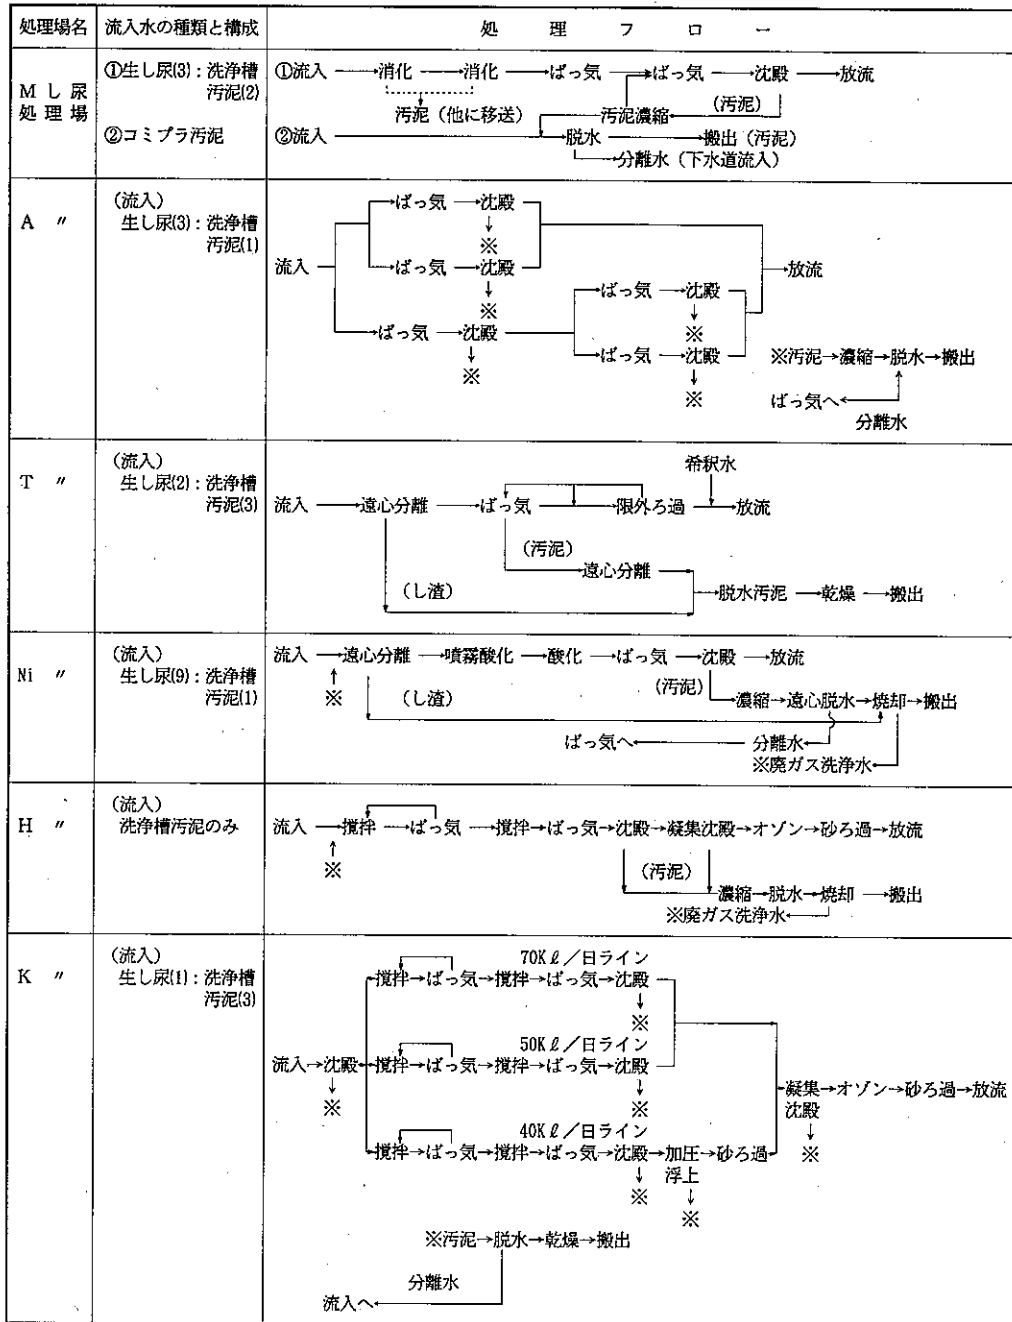 処理場名 流入水の種類と構成 処理フロー
M し 尿
処 理 場
①生し尿(3)：洗浄槽
汚泥(2)
②コミプラ汚泥
①流入→消化→消化→ばっ気→ばっ気→沈殿→放流
汚泥（他に移送） 汚泥濃縮 （汚泥）
②流入→脱水→搬出（汚泥）
分離水（下水道流入）
A 〃
（流入）
生し尿(3)：洗浄槽
汚泥(1)
→ばっ気→沈殿
↓
※
流入 →ばっ気→沈殿 →放流
↓
※
→ばっ気→沈殿
↓
※
→ばっ気→沈殿
↓
※
→ばっ気→沈殿
↓
※
※汚泥→濃縮→脱水→搬出
ばっ気へ←
分離水
T 〃
（流入）
生し尿(2)：洗浄槽
汚泥(3)
希釈水
流入→遠心分離→ばっ気→限外ろ過→放流
（汚泥）
→遠心分離
（し渣） →脱水汚泥→乾燥→搬出
Ni 〃
（流入）
生し尿(9)：洗浄槽
汚泥(1)
流入→遠心分離→噴霧酸化→酸化→ばっ気→沈殿→放流
↑
※ （し渣） （汚泥） →濃縮→遠心脱水→焼却→搬出
ばっ気へ← 分離水←
※廃ガス洗浄水←
H 〃
（流入）
洗浄槽汚泥のみ
流入→撹拌→ばっ気→撹拌→ばっ気→沈殿→凝集沈殿→オゾン→砂ろ過→放流
↑
※
（汚泥）
→濃縮→脱水→焼却→搬出
※廃ガス洗浄水←
K 〃
（流入）
生し尿(1)：洗浄槽
汚泥(3)
70Kℓ／日ライン
→撹拌→ばっ気→撹拌→ばっ気→沈殿
↓
※
50Kℓ／日ライン
流入→沈殿→撹拌→ばっ気→撹拌→ばっ気→沈殿
↓
※
↓
※
→凝集→オゾン→砂ろ過→放流
沈殿
↓
※
40Kℓ／日ライン
→撹拌→ばっ気→撹拌→ばっ気→沈殿→加圧→砂ろ過
浮上
↓
※
↓
※
※汚泥→脱水→乾燥→搬出
分離水
流入へ←